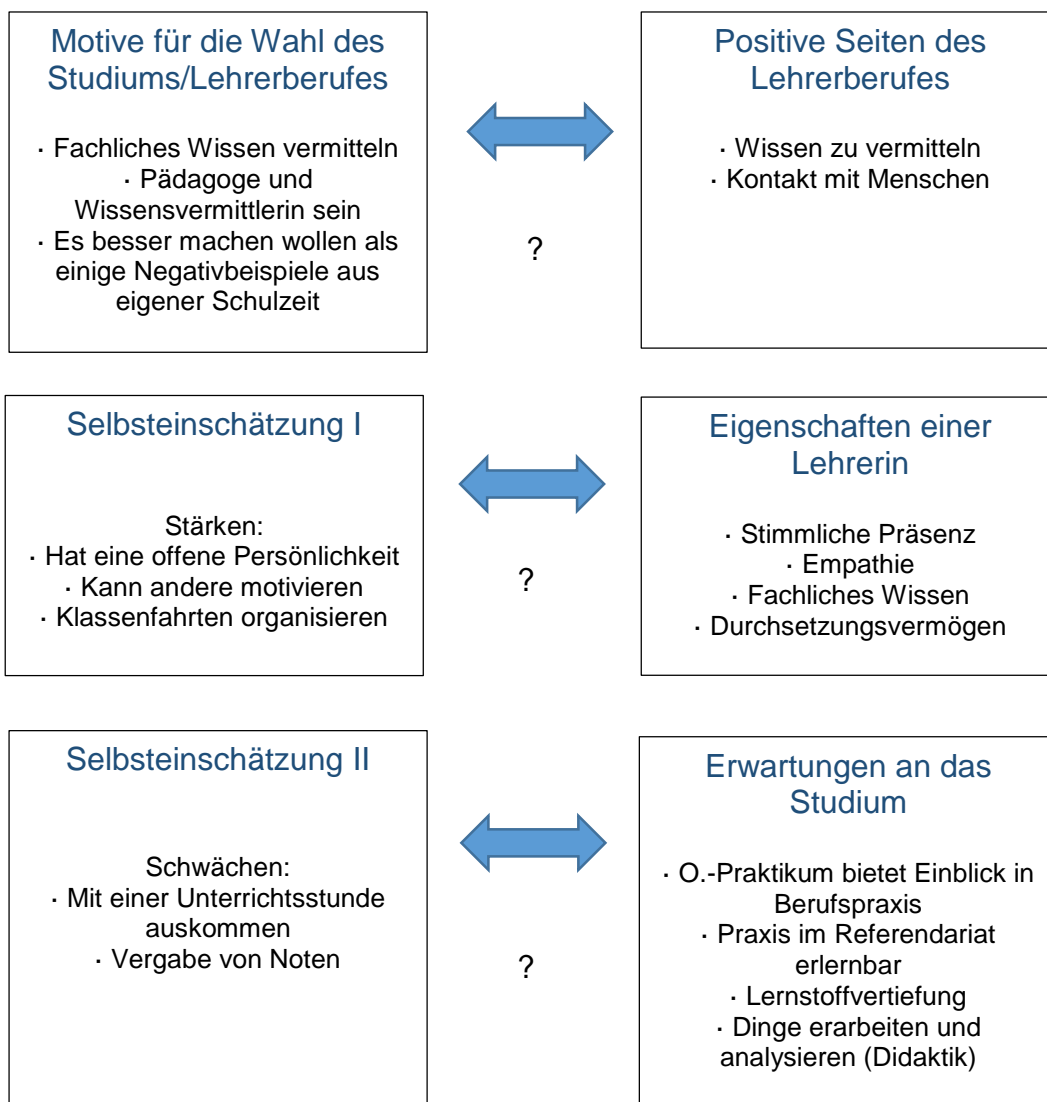 Motive für die Wahl des
Studiums/Lehrerberufes
· Fachliches Wissen vermitteln
· Pädagoge und
Wissensvermittlerin sein
· Es besser machen wollen als
einige Negativbeispiele aus
eigener Schulzeit
?
Positive Seiten des
Lehrerberufes
· Wissen zu vermitteln
· Kontakt mit Menschen
Selbsteinschätzung I
Stärken:
· Hat eine offene Persönlichkeit
· Kann andere motivieren
· Klassenfahrten organisieren
?
Eigenschaften einer
Lehrerin
· Stimmliche Präsenz
· Empathie
· Fachliches Wissen
· Durchsetzungsvermögen
Selbsteinschätzung II
Schwächen:
· Mit einer Unterrichtsstunde
auskommen
· Vergabe von Noten
?
Erwartungen an das
Studium
· O.-Praktikum bietet Einblick in
Berufspraxis
· Praxis im Referendariat
erlernbar
· Lernstoffvertiefung
· Dinge erarbeiten und
analysieren (Didaktik)